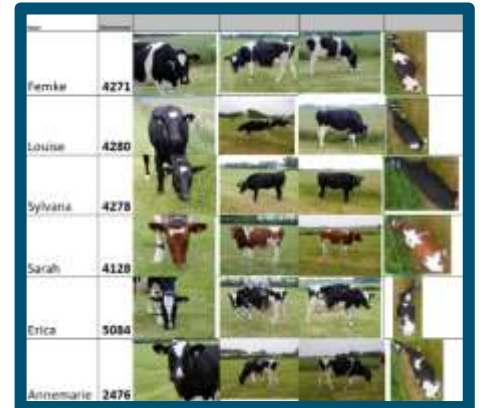 Femke 4271
Louise 4280
Sylvana 4278
Sarah 4128
Erica 5084
Annemarie 2476